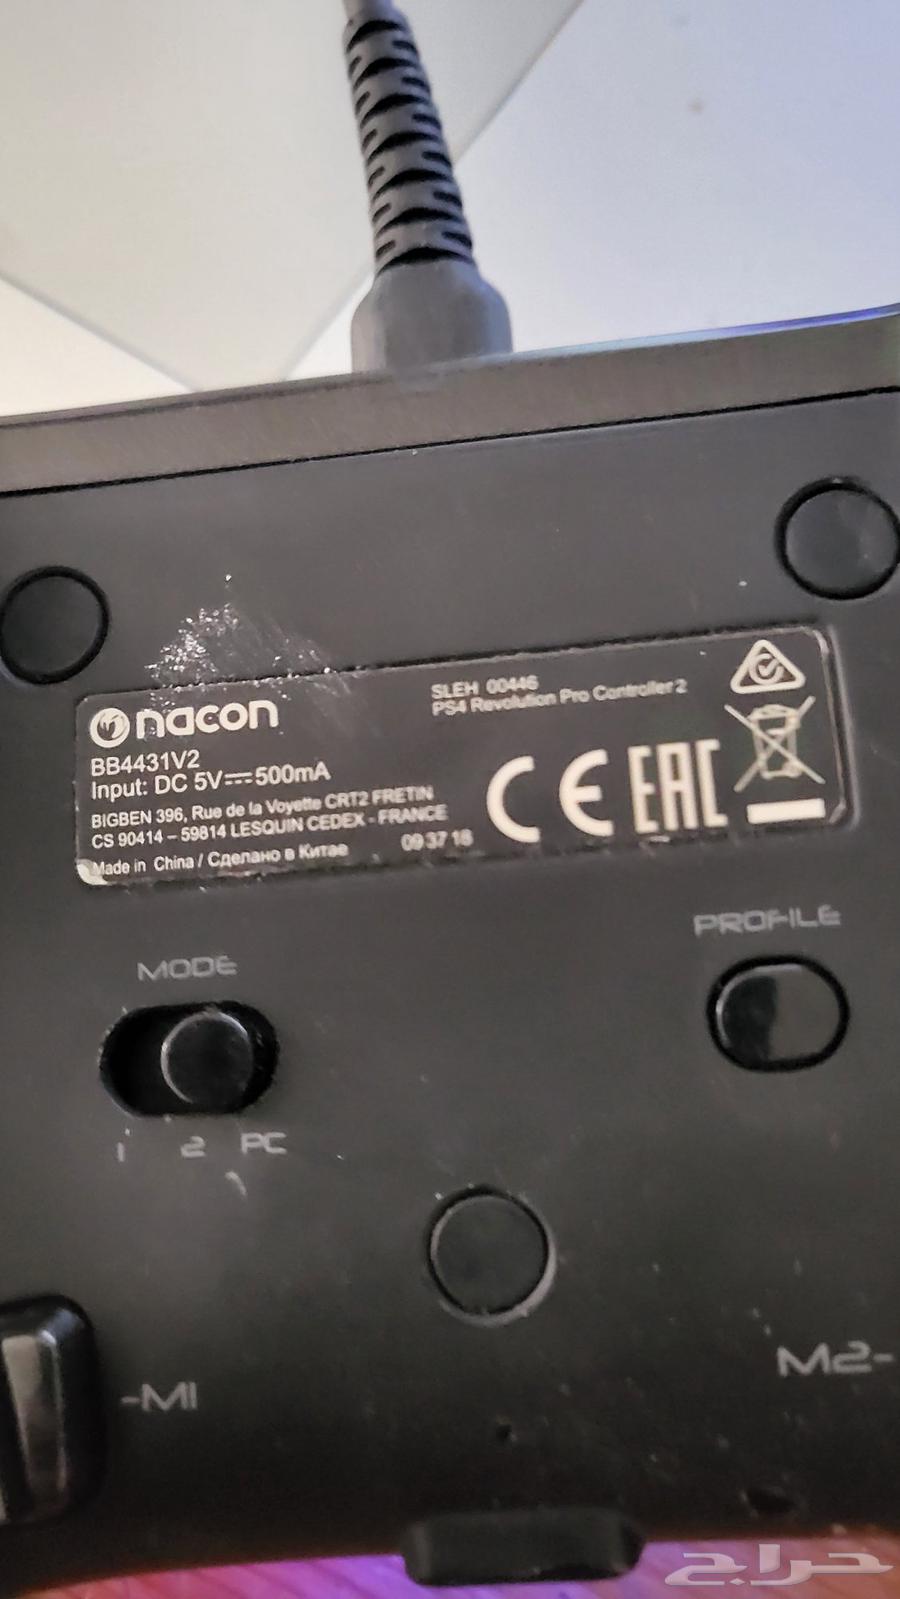 nacon
SLEH 00446
PS4 Revolution Pro Controller 2
BB4431V2
Input: DC 5V⎓500mA
BIGBEN 396, Rue de la Voyette CRT2 FRETIN
CS 90414 – 59814 LESQUIN CEDEX - FRANCE
Made in China / Сделано в Китае
09 37 18
CE EAC
MODE
PROFILE
1 2 PC
-M1
M2-
حراج